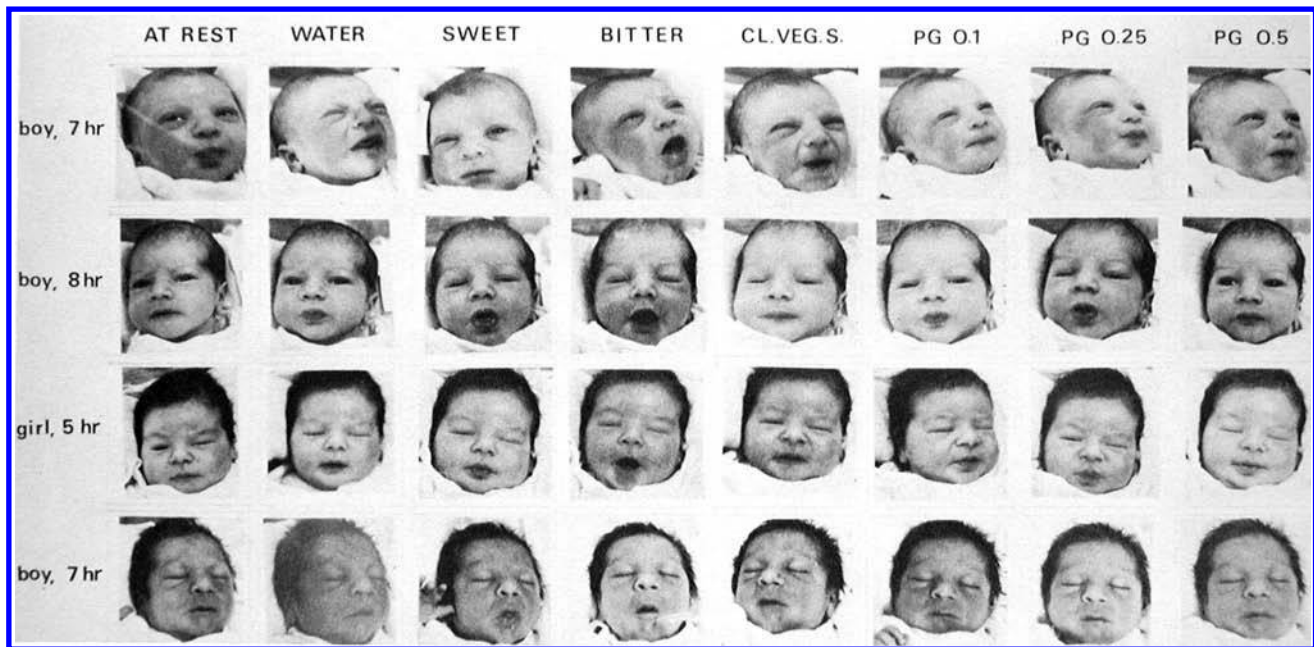 AT REST WATER SWEET BITTER CL.VEG.S. PG 0.1 PG 0.25 PG 0.5
boy, 7 hr
boy, 8 hr
girl, 5 hr
boy, 7 hr